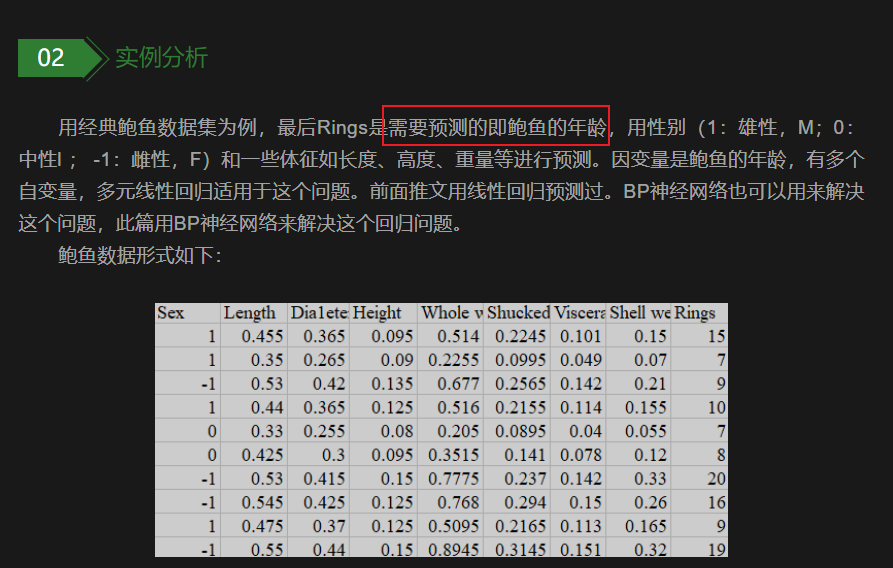 02 实例分析
用经典鲍鱼数据集为例，最后Rings是需要预测的即鲍鱼的年龄，用性别（1：雄性，M；0：
中性I ； -1：雌性，F）和一些体征如长度、高度、重量等进行预测。因变量是鲍鱼的年龄，有多个
自变量，多元线性回归适用于这个问题。前面推文用线性回归预测过。BP神经网络也可以用来解决
这个问题，此篇用BP神经网络来解决这个回归问题。
鲍鱼数据形式如下：
Sex Length Dia1ete Height Whole w Shucked Viscera Shell we Rings
1 0.455 0.365 0.095 0.514 0.2245 0.101 0.15 15
1 0.35 0.265 0.09 0.2255 0.0995 0.049 0.07 7
-1 0.53 0.42 0.135 0.677 0.2565 0.142 0.21 9
1 0.44 0.365 0.125 0.516 0.2155 0.114 0.155 10
0 0.33 0.255 0.08 0.205 0.0895 0.04 0.055 7
0 0.425 0.3 0.095 0.3515 0.141 0.078 0.12 8
-1 0.53 0.415 0.15 0.7775 0.237 0.142 0.33 20
-1 0.545 0.425 0.125 0.768 0.294 0.15 0.26 16
1 0.475 0.37 0.125 0.5095 0.2165 0.113 0.165 9
-1 0.55 0.44 0.15 0.8945 0.3145 0.151 0.32 19